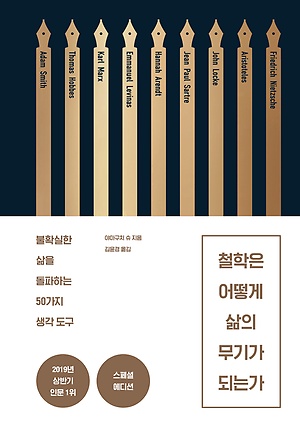 Adam Smith
Thomas Hobbes
Karl Marx
Emmanuel Levinas
Hannah Arendt
Jean Paul Sartre
John Locke
Aristoteles
Friedrich Nietzsche
불확실한
삶을
돌파하는
50가지
생각 도구
야마구치 슈 지음
김윤경 옮김
철학은
어떻게
삶의
무기가
되는가
2019년
상반기
인문 1위
스페셜
에디션